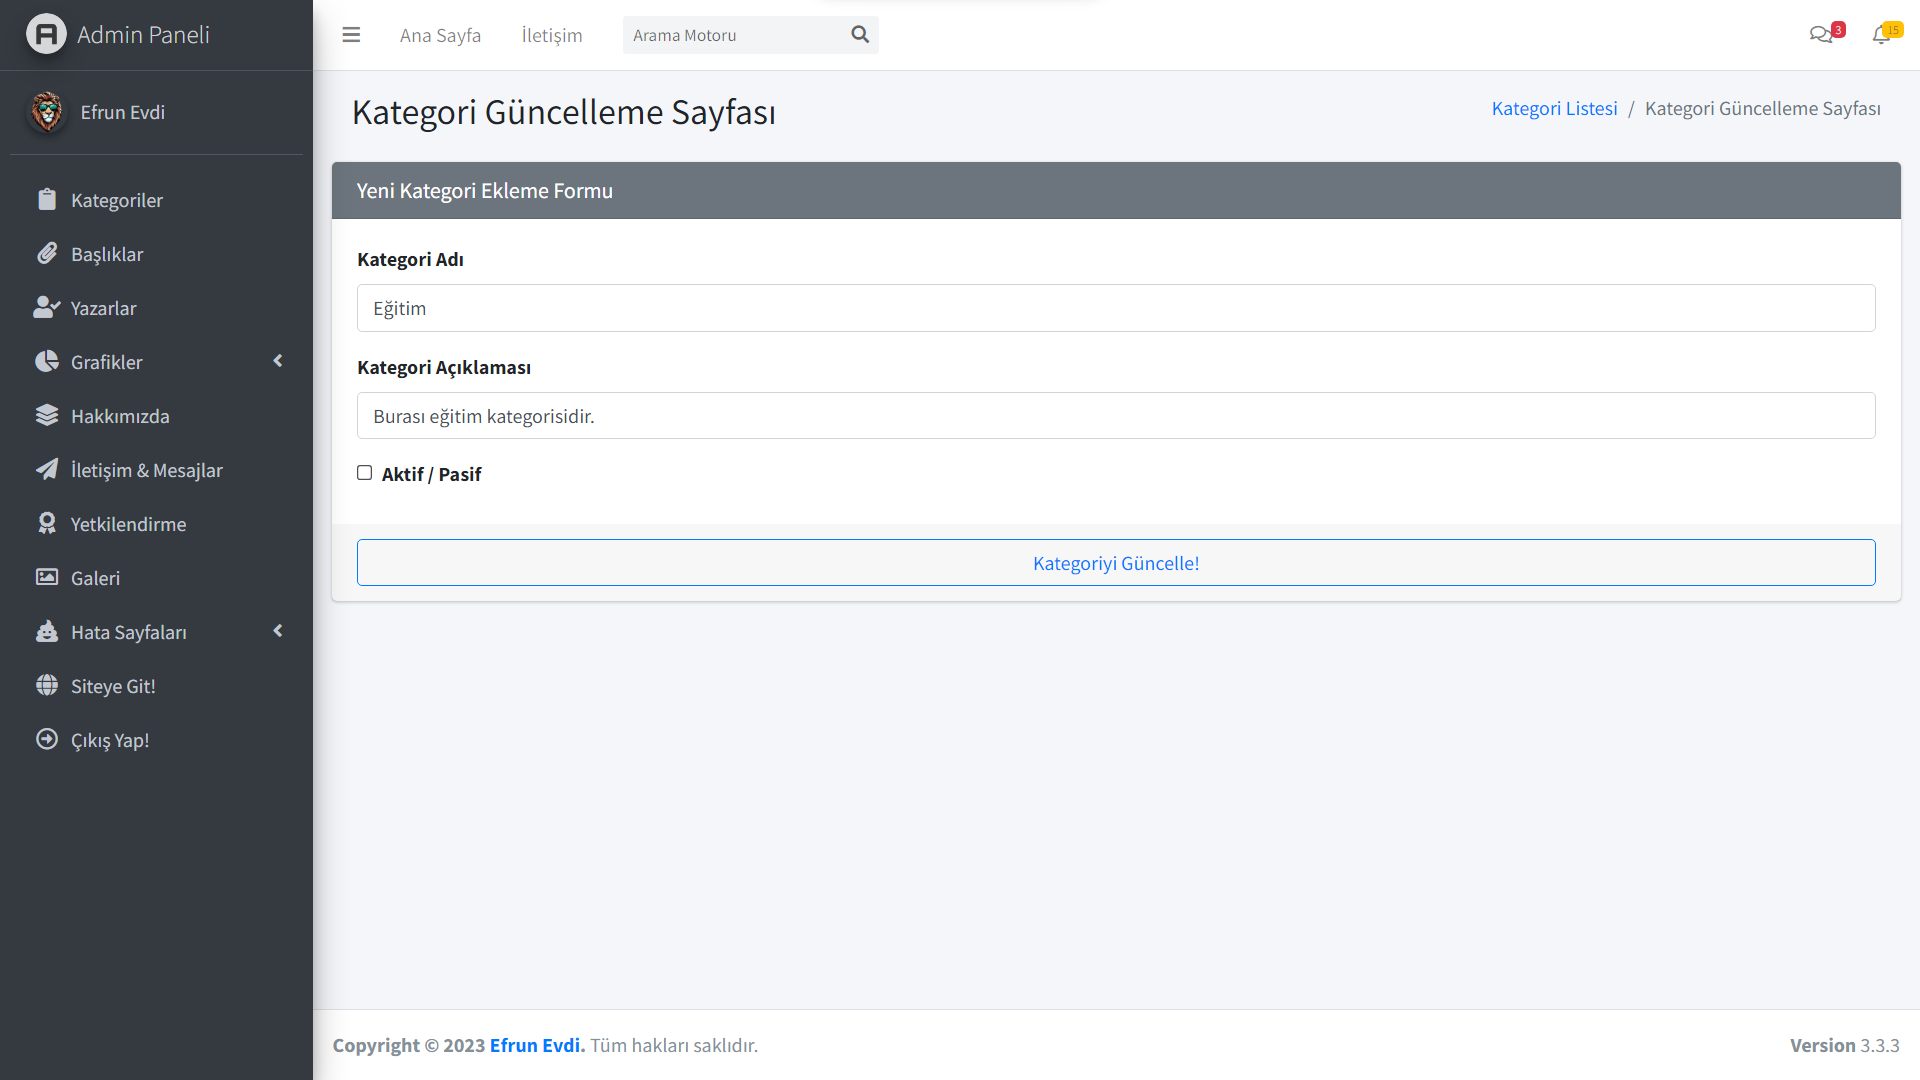 Admin Paneli
Efrun Evdi
Kategoriler
Başlıklar
Yazarlar
Grafikler
Hakkımızda
İletişim & Mesajlar
Yetkilendirme
Galeri
Hata Sayfaları
Siteye Git!
Çıkış Yap!
Ana Sayfa
İletişim
Arama Motoru
3
15
Kategori Güncelleme Sayfası
Kategori Listesi / Kategori Güncelleme Sayfası
Yeni Kategori Ekleme Formu
Kategori Adı
Eğitim
Kategori Açıklaması
Burası eğitim kategorisidir.
Aktif / Pasif
Kategoriyi Güncelle!
Copyright © 2023 Efrun Evdi. Tüm hakları saklıdır.
Version 3.3.3